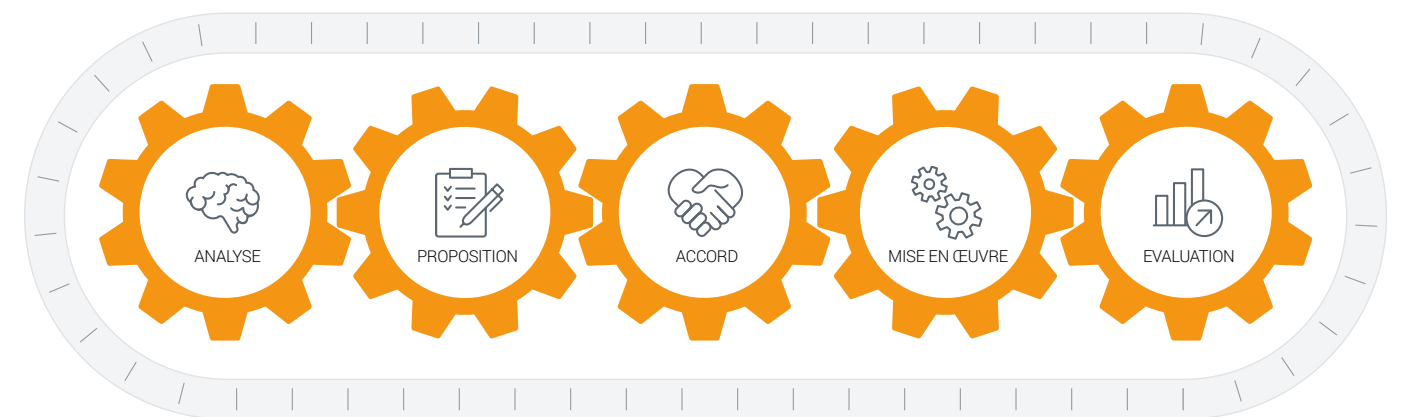 ANALYSE
PROPOSITION
ACCORD
MISE EN ŒUVRE
EVALUATION